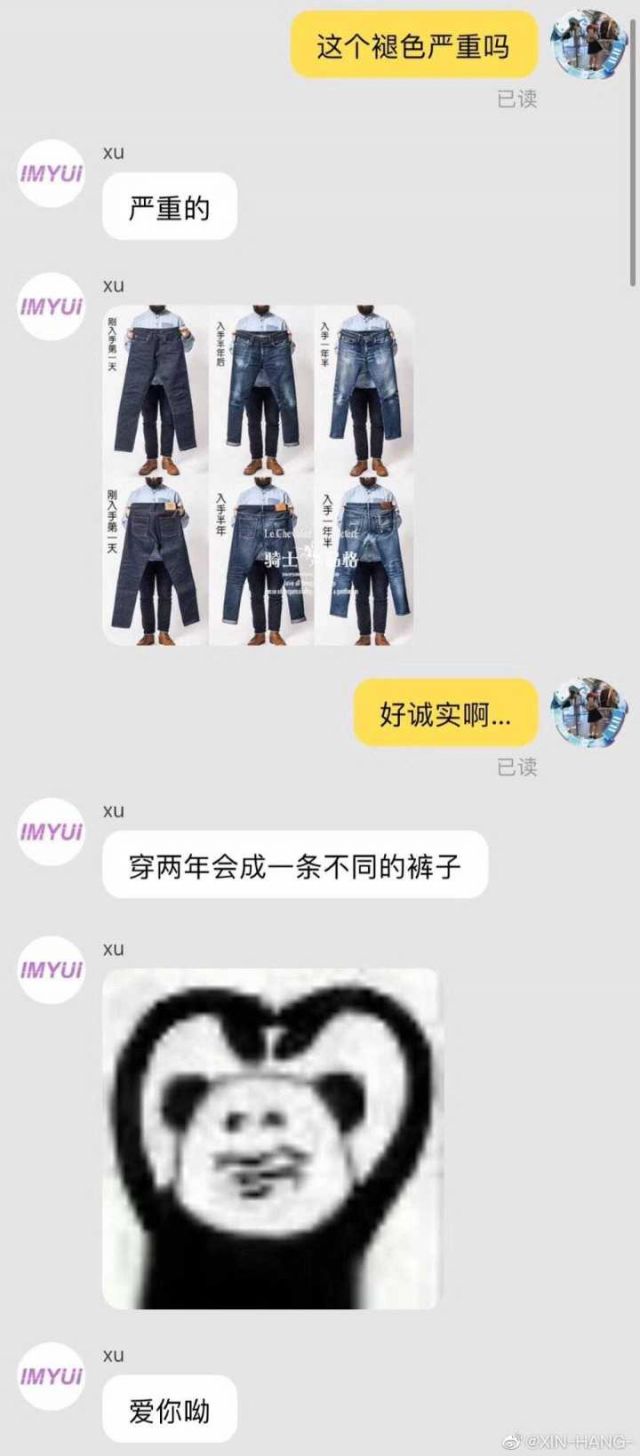 这个褪色严重吗
已读
xu
IMYUi
严重的
xu
IMYUi
刚入手第一天
入手半年后
入手一年半
刚入手第一天
入手半年
入手一年半
骑士
品格
好诚实啊...
已读
xu
IMYUi
穿两年会成一条不同的裤子
xu
IMYUi
xu
IMYUi
爱你呦
@XIN-HANG-